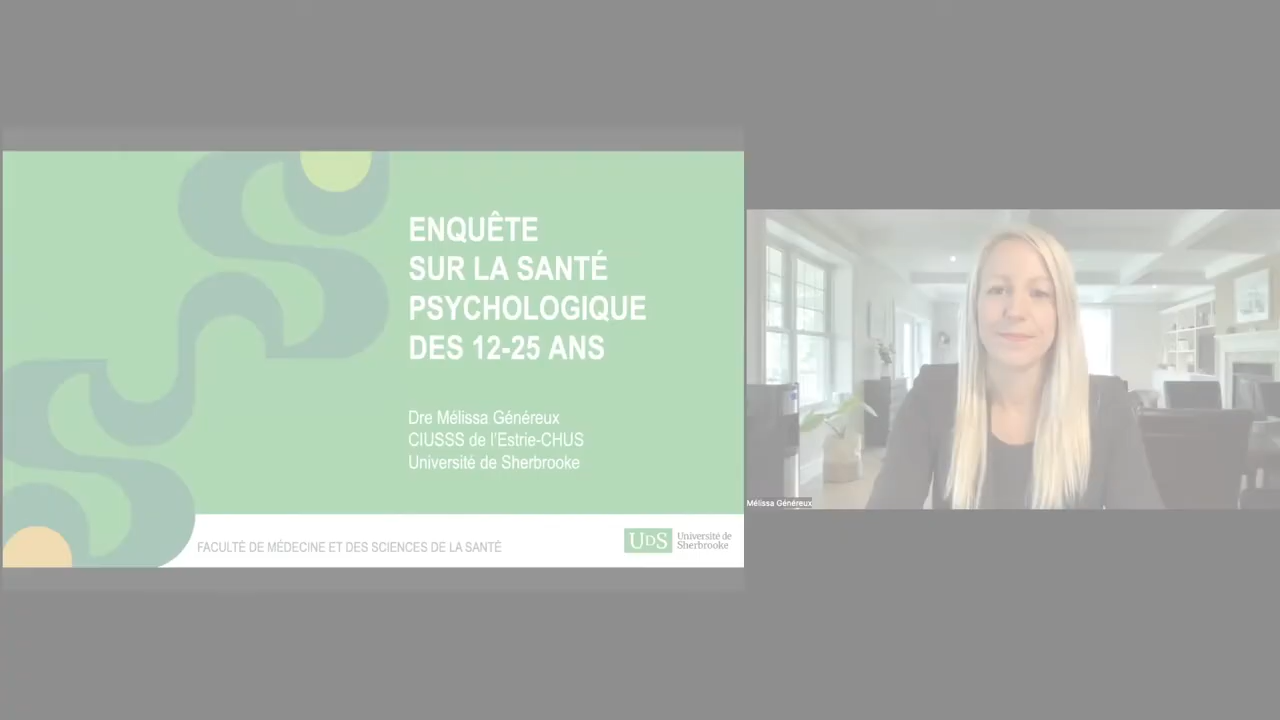 ENQUÊTE
SUR LA SANTÉ
PSYCHOLOGIQUE
DES 12-25 ANS
Dre Mélissa Généreux
CIUSSS de l'Estrie-CHUS
Université de Sherbrooke
FACULTÉ DE MÉDECINE ET DES SCIENCES DE LA SANTÉ
UDS
Université de
Sherbrooke
Mélissa Généreux